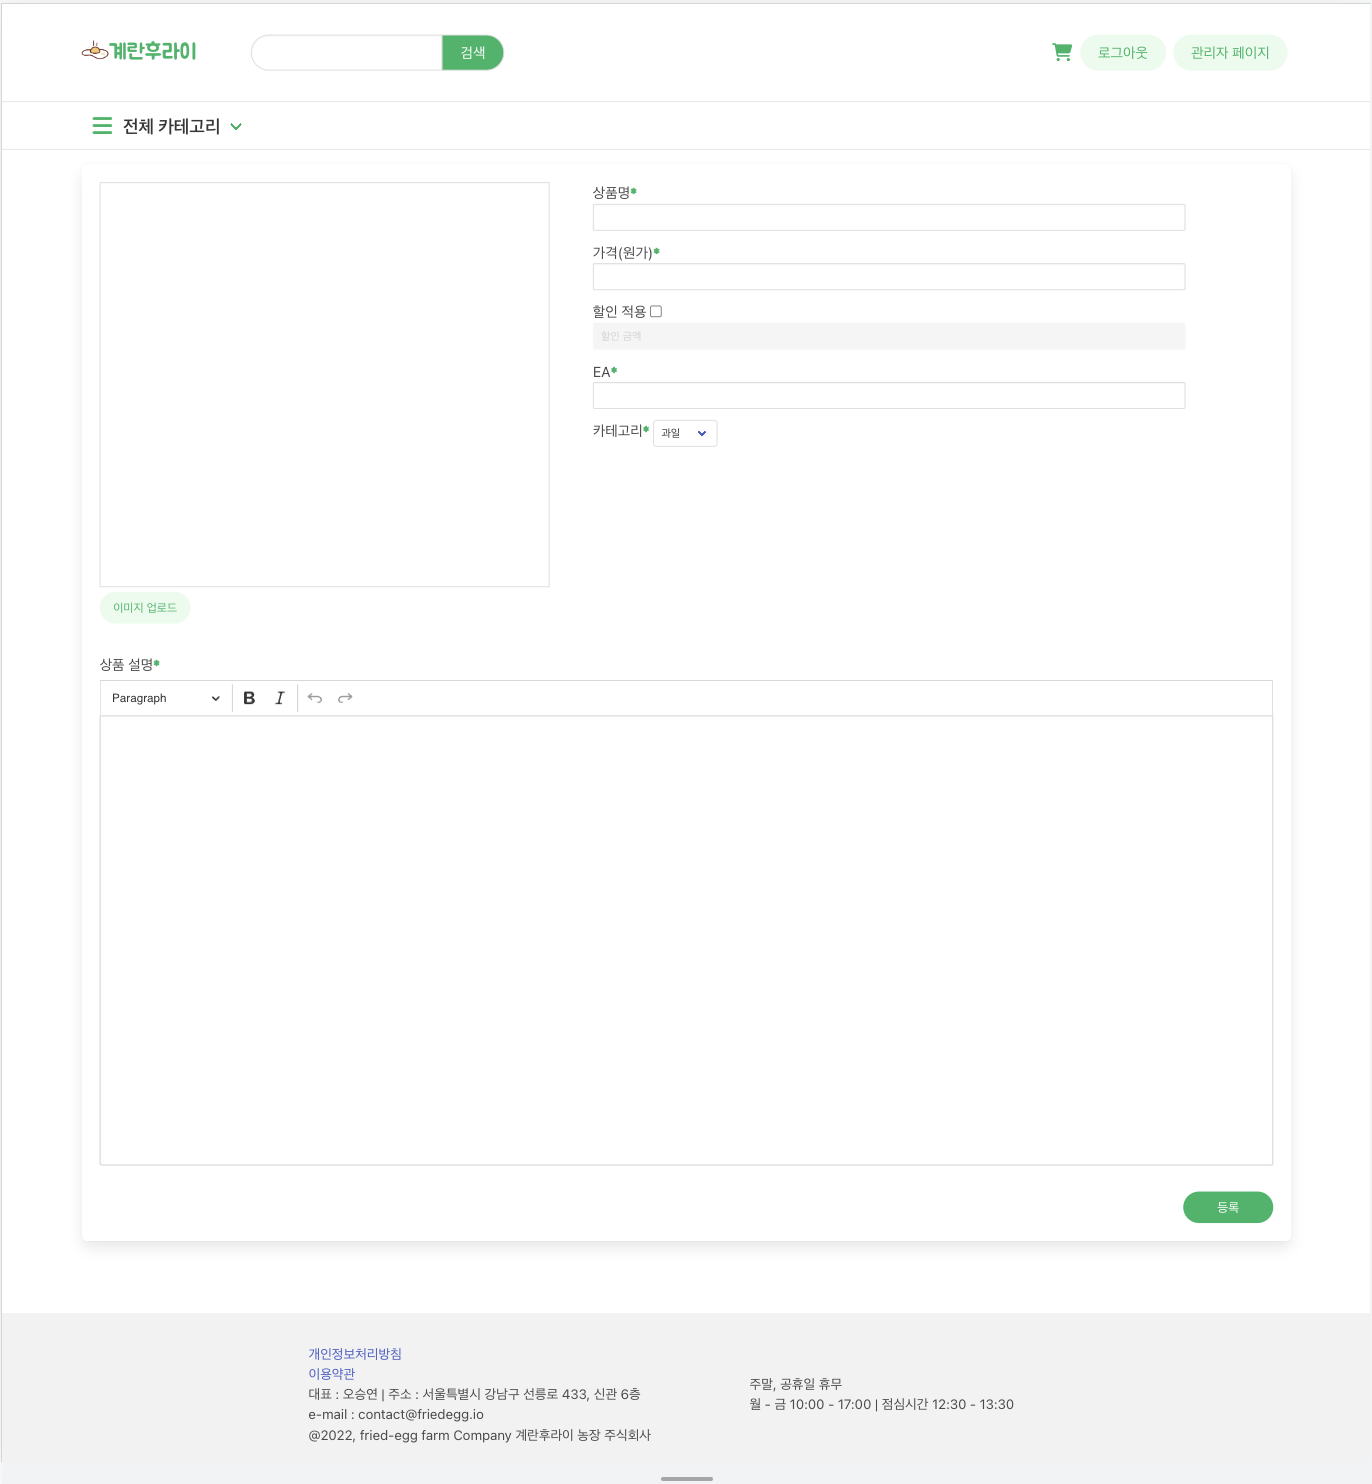 계란후라이
검색
로그아웃
관리자 페이지
전체 카테고리
상품명*
가격(원가)*
할인 적용
할인 금액
EA*
카테고리* 과일
이미지 업로드
상품 설명*
Paragraph B I
등록
개인정보처리방침
이용약관
대표 : 오승연 | 주소 : 서울특별시 강남구 선릉로 433, 신관 6층
e-mail : contact@friedegg.io
@2022, fried-egg farm Company 계란후라이 농장 주식회사
주말, 공휴일 휴무
월 - 금 10:00 - 17:00 | 점심시간 12:30 - 13:30